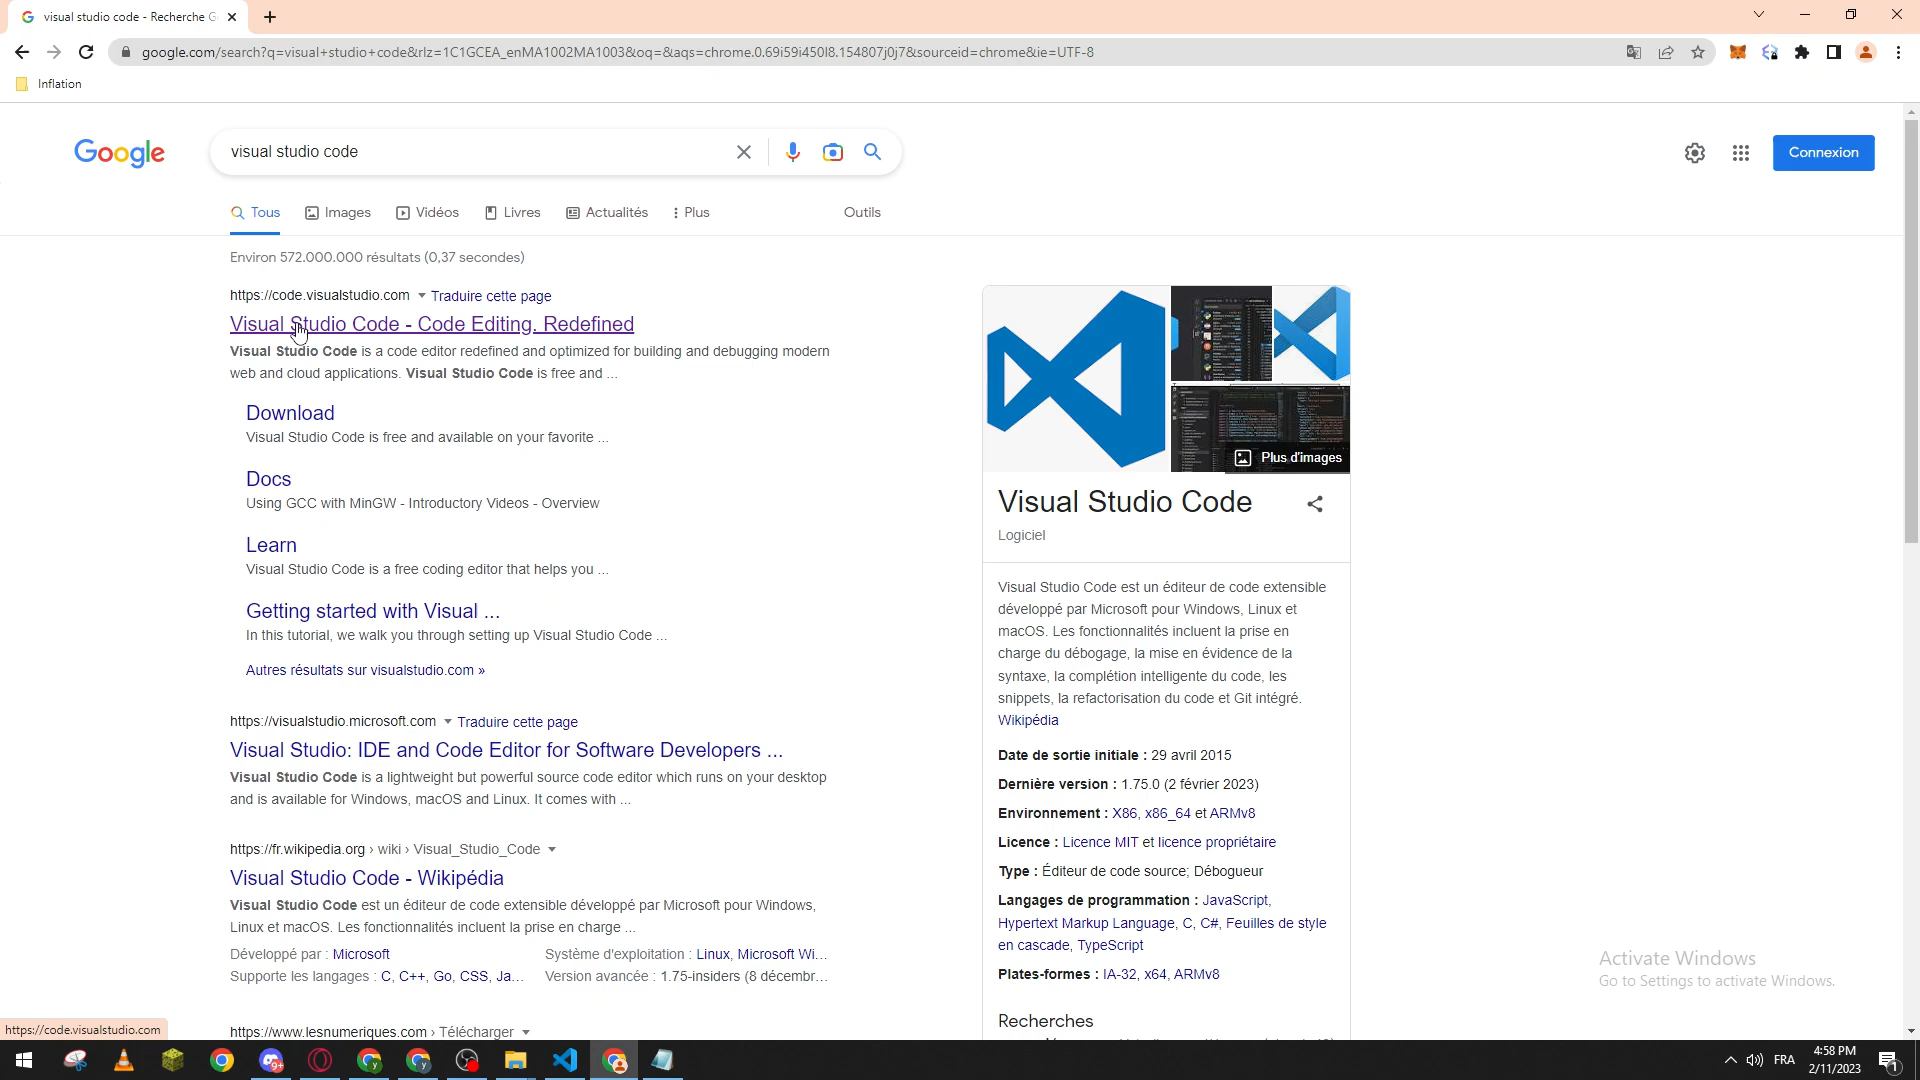 visual studio code - Recherche G
google.com/search?q=visual+studio+code&rlz=1C1GCEA_enMA1002MA1003&oq=&aqs=chrome.0.69i59i450l8.154807j0j7&sourceid=chrome&ie=UTF-8
Inflation
Google
visual studio code
Connexion
Tous Images Vidéos Livres Actualités Plus Outils
Environ 572.000.000 résultats (0,37 secondes)
https://code.visualstudio.com Traduire cette page
Visual Studio Code - Code Editing. Redefined
Visual Studio Code is a code editor redefined and optimized for building and debugging modern
web and cloud applications. Visual Studio Code is free and ...
Download
Visual Studio Code is free and available on your favorite ...
Docs
Using GCC with MinGW - Introductory Videos - Overview
Learn
Visual Studio Code is a free coding editor that helps you ...
Getting started with Visual ...
In this tutorial, we walk you through setting up Visual Studio Code ...
Autres résultats sur visualstudio.com »
https://visualstudio.microsoft.com Traduire cette page
Visual Studio: IDE and Code Editor for Software Developers ...
Visual Studio Code is a lightweight but powerful source code editor which runs on your desktop
and is available for Windows, macOS and Linux. It comes with ...
https://fr.wikipedia.org › wiki › Visual_Studio_Code
Visual Studio Code - Wikipédia
Visual Studio Code est un éditeur de code extensible développé par Microsoft pour Windows,
Linux et macOS. Les fonctionnalités incluent la prise en charge ...
Développé par : Microsoft Système d'exploitation : Linux, Microsoft Wi...
Supporte les langages : C, C++, Go, CSS, Ja... Version avancée : 1.75-insiders (8 décembr...
https://www.lesnumeriques.com › Télécharger
Plus d'images
Visual Studio Code
Logiciel
Visual Studio Code est un éditeur de code extensible
développé par Microsoft pour Windows, Linux et
macOS. Les fonctionnalités incluent la prise en
charge du débogage, la mise en évidence de la
syntaxe, la complétion intelligente du code, les
snippets, la refactorisation du code et Git intégré.
Wikipédia
Date de sortie initiale : 29 avril 2015
Dernière version : 1.75.0 (2 février 2023)
Environnement : X86, x86_64 et ARMv8
Licence : Licence MIT et licence propriétaire
Type : Éditeur de code source; Débogueur
Langages de programmation : JavaScript,
Hypertext Markup Language, C, C#, Feuilles de style
en cascade, TypeScript
Plates-formes : IA-32, x64, ARMv8
Recherches
Activate Windows
Go to Settings to activate Windows.
https://code.visualstudio.com
9+
FRA
4:58 PM
2/11/2023
1